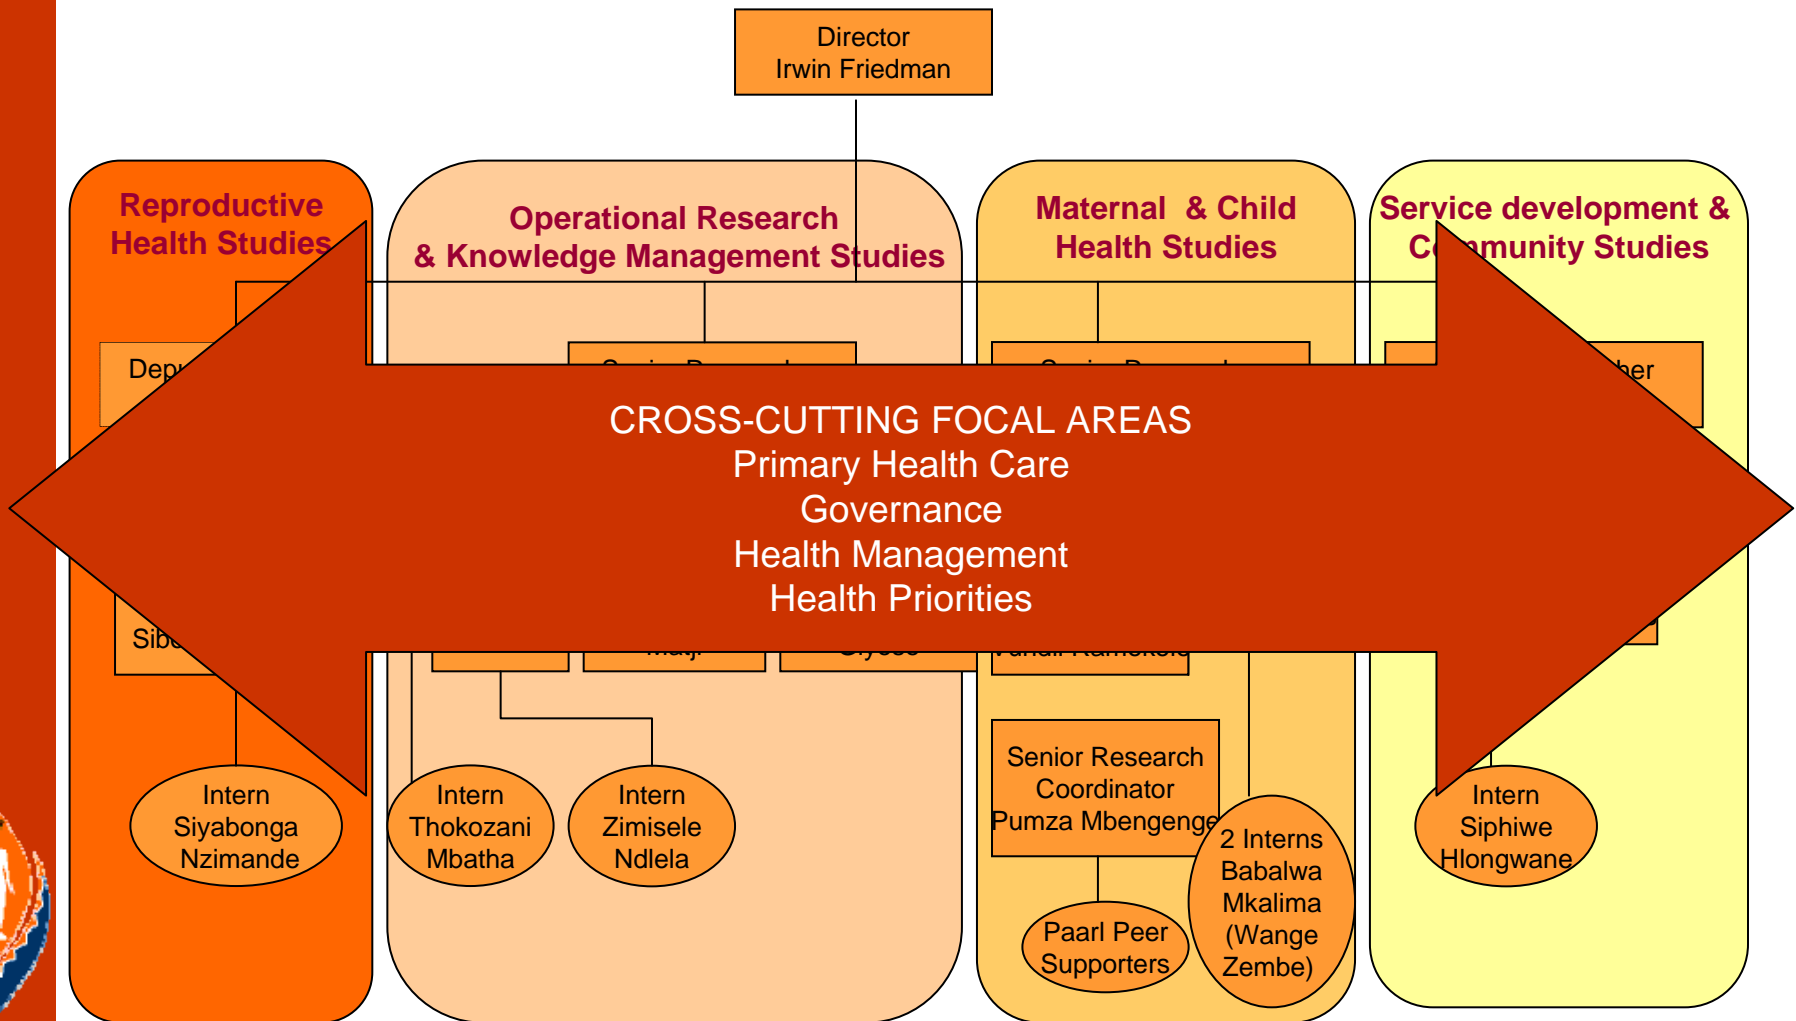 Director
Irwin Friedman
Reproductive
Health Studies
Operational Research
& Knowledge Management Studies
Maternal & Child
Health Studies
Service development &
Community Studies
CROSS-CUTTING FOCAL AREAS
Primary Health Care
Governance
Health Management
Health Priorities
Intern
Siyabonga
Nzimande
Intern
Thokozani
Mbatha
Intern
Zimisele
Ndlela
Senior Research
Coordinator
Pumza Mbengenge
Paarl Peer
Supporters
2 Interns
Babalwa
Mkalima
(Wange
Zembe)
Intern
Siphiwe
Hlongwane